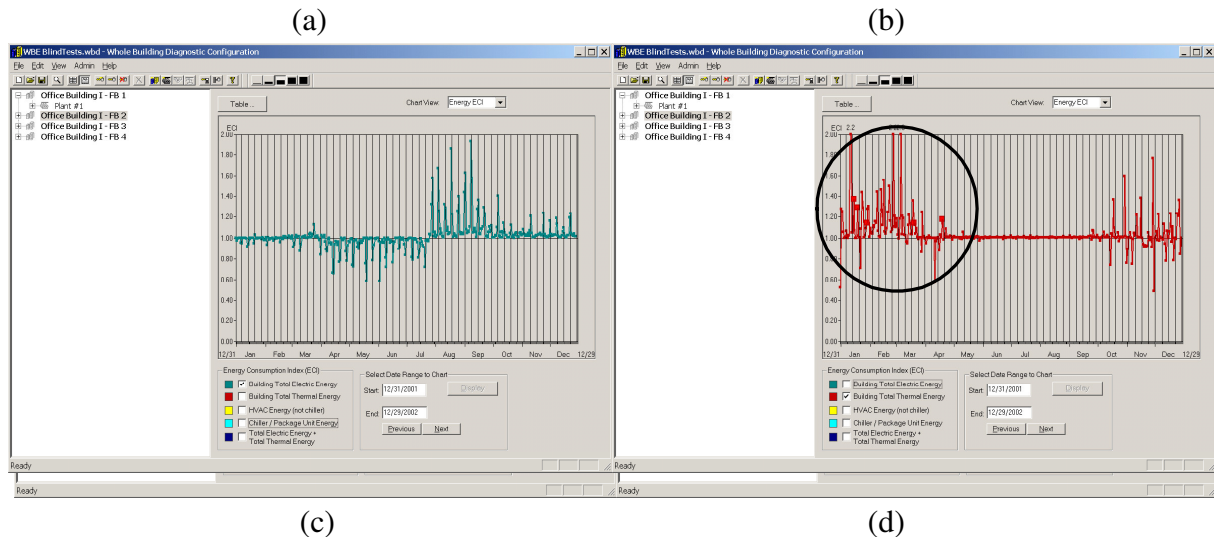 (a) (b)
WBE BlindTests.wbd - Whole Building Diagnostic Configuration
File Edit View Admin Help
Office Building I - FB 1
Plant #1
Office Building I - FB 2
Office Building I - FB 3
Office Building I - FB 4
Table ...
Chart View: Energy ECI
ECI
2.00
1.80
1.60
1.40
1.20
1.00
0.80
0.60
0.40
0.20
0.00
12/31 Jan Feb Mar Apr May Jun Jul Aug Sep Oct Nov Dec 12/29
Energy Consumption Index (ECI)
Building Total Electric Energy
Building Total Thermal Energy
HVAC Energy (not chiller)
Chiller / Package Unit Energy
Total Electric Energy +
Total Thermal Energy
Select Date Range to Chart
Start: 12/31/2001
Display
End: 12/29/2002
Previous Next
Ready
Ready
WBE BlindTests.wbd - Whole Building Diagnostic Configuration
File Edit View Admin Help
Office Building I - FB 1
Plant #1
Office Building I - FB 2
Office Building I - FB 3
Office Building I - FB 4
Table ...
Chart View: Energy ECI
ECI 2.2
2.00
1.80
1.60
1.40
1.20
1.00
0.80
0.60
0.40
0.20
0.00
12/31 Jan Feb Mar Apr May Jun Jul Aug Sep Oct Nov Dec 12/29
Energy Consumption Index (ECI)
Building Total Electric Energy
Building Total Thermal Energy
HVAC Energy (not chiller)
Chiller / Package Unit Energy
Total Electric Energy +
Total Thermal Energy
Select Date Range to Chart
Start: 12/31/2001
Display
End: 12/29/2002
Previous Next
Ready
Ready
(c) (d)